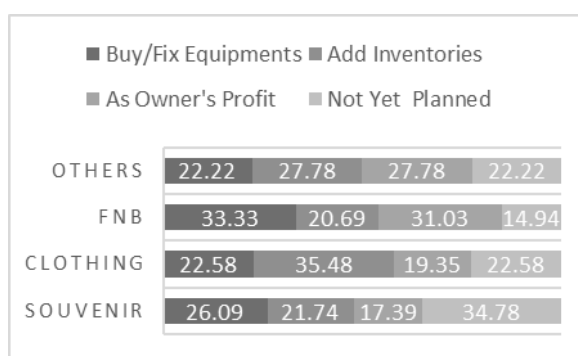 Buy/Fix Equipments Add Inventories
As Owner's Profit Not Yet Planned
OTHERS 22.22 27.78 27.78 22.22
FNB 33.33 20.69 31.03 14.94
CLOTHING 22.58 35.48 19.35 22.58
SOUVENIR 26.09 21.74 17.39 34.78